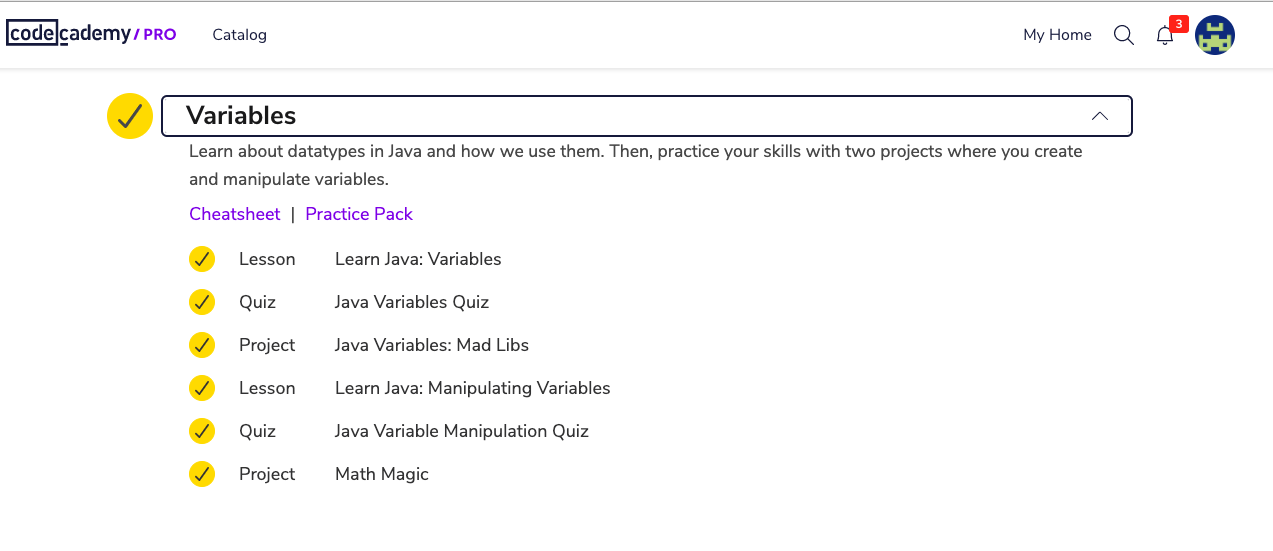 codecademy/PRO Catalog My Home 3
Variables
Learn about datatypes in Java and how we use them. Then, practice your skills with two projects where you create
and manipulate variables.
Cheatsheet | Practice Pack
Lesson Learn Java: Variables
Quiz Java Variables Quiz
Project Java Variables: Mad Libs
Lesson Learn Java: Manipulating Variables
Quiz Java Variable Manipulation Quiz
Project Math Magic